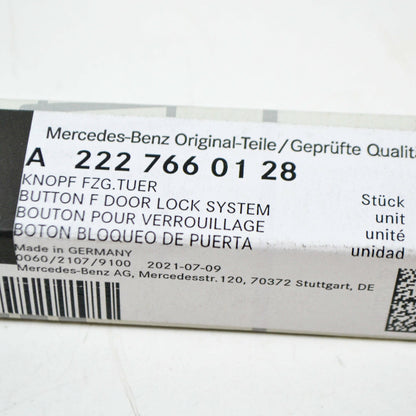 Mercedes-Benz Original-Teile/Geprüfte Qualitä
A 222 766 01 28
KNOPF FZG.TUER
BUTTON F DOOR LOCK SYSTEM
BOUTON POUR VERROUILLAGE
BOTON BLOQUEO DE PUERTA
Stück
unit
unité
unidad
Made in GERMANY
0060/2107/9100 2021-07-09
Mercedes-Benz AG, Mercedesstr.120, 70372 Stuttgart, DE